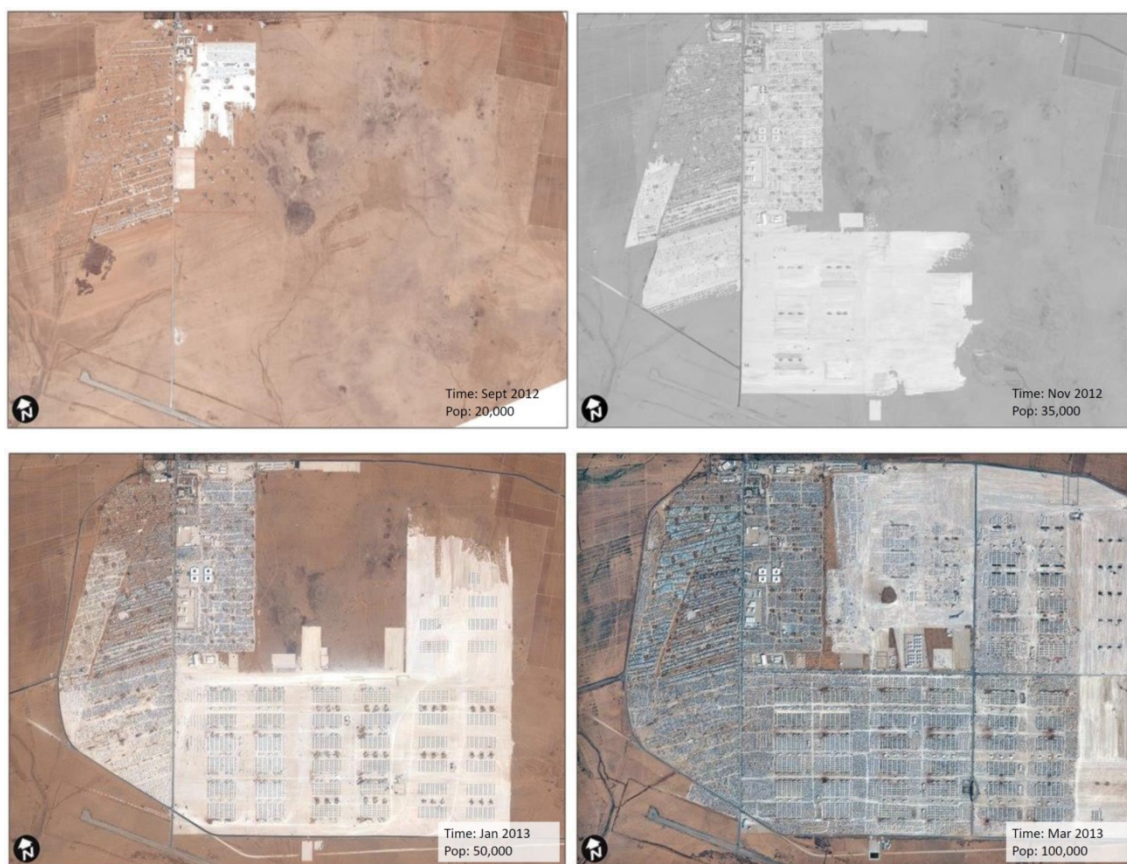 Time: Sept 2012
Pop: 20,000
N
Time: Nov 2012
Pop: 35,000
N
Time: Jan 2013
Pop: 50,000
N
Time: Mar 2013
Pop: 100,000
N